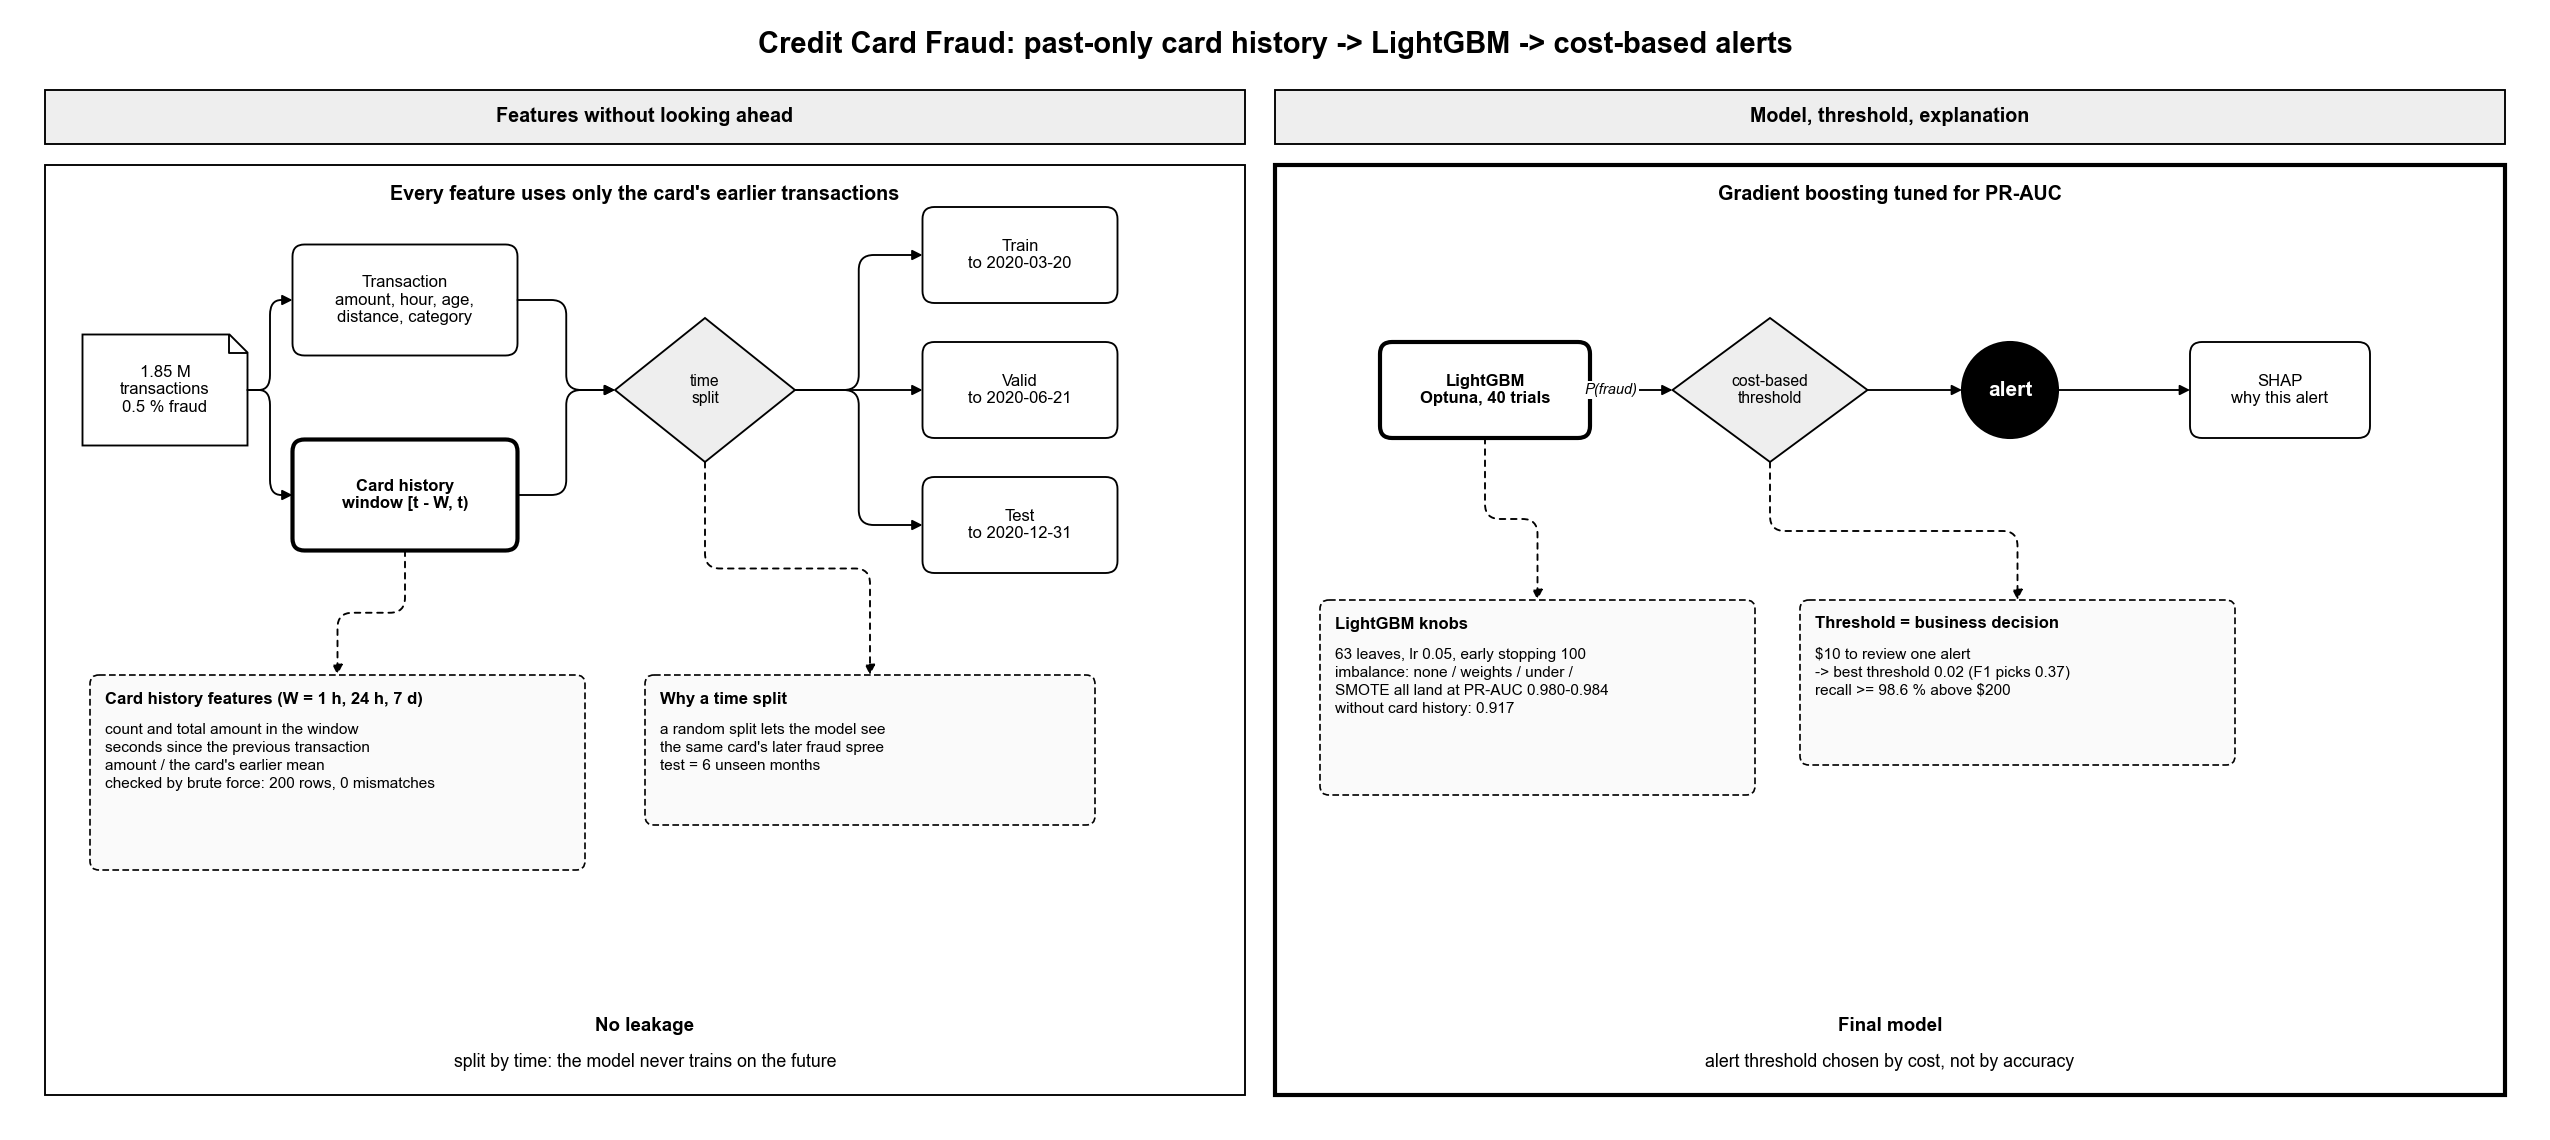 Credit Card Fraud: past-only card history -> LightGBM -> cost-based alerts
Features without looking ahead
Every feature uses only the card's earlier transactions
1.85 M
transactions
0.5 % fraud
Transaction
amount, hour, age,
distance, category
Card history
window [t - W, t)
time
split
Train
to 2020-03-20
Valid
to 2020-06-21
Test
to 2020-12-31
Card history features (W = 1 h, 24 h, 7 d)
count and total amount in the window
seconds since the previous transaction
amount / the card's earlier mean
checked by brute force: 200 rows, 0 mismatches
Why a time split
a random split lets the model see
the same card's later fraud spree
test = 6 unseen months
No leakage
split by time: the model never trains on the future
Model, threshold, explanation
Gradient boosting tuned for PR-AUC
LightGBM
Optuna, 40 trials
P(fraud)
cost-based
threshold
alert
SHAP
why this alert
LightGBM knobs
63 leaves, lr 0.05, early stopping 100
imbalance: none / weights / under /
SMOTE all land at PR-AUC 0.980-0.984
without card history: 0.917
Threshold = business decision
$10 to review one alert
-> best threshold 0.02 (F1 picks 0.37)
recall >= 98.6 % above $200
Final model
alert threshold chosen by cost, not by accuracy